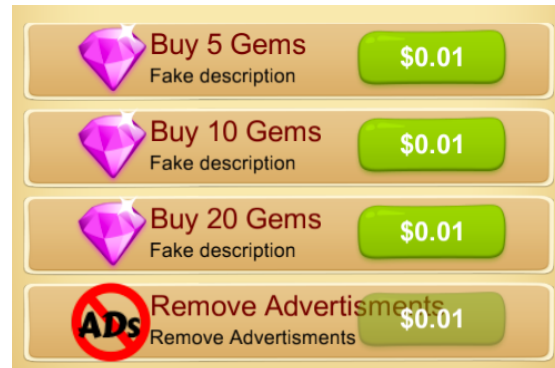 Buy 5 Gems
Fake description
$0.01
Buy 10 Gems
Fake description
$0.01
Buy 20 Gems
Fake description
$0.01
ADs
Remove Advertisments
Remove Advertisments
$0.01